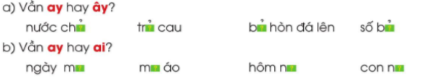 a) Vần ay hay ây?
nước ch▢̉ tr▢̉ cau b▢̉ hòn đá lên số b▢̉
b) Vần ay hay ai?
ngày m▢ m▢ áo hôm n▢ con n▢